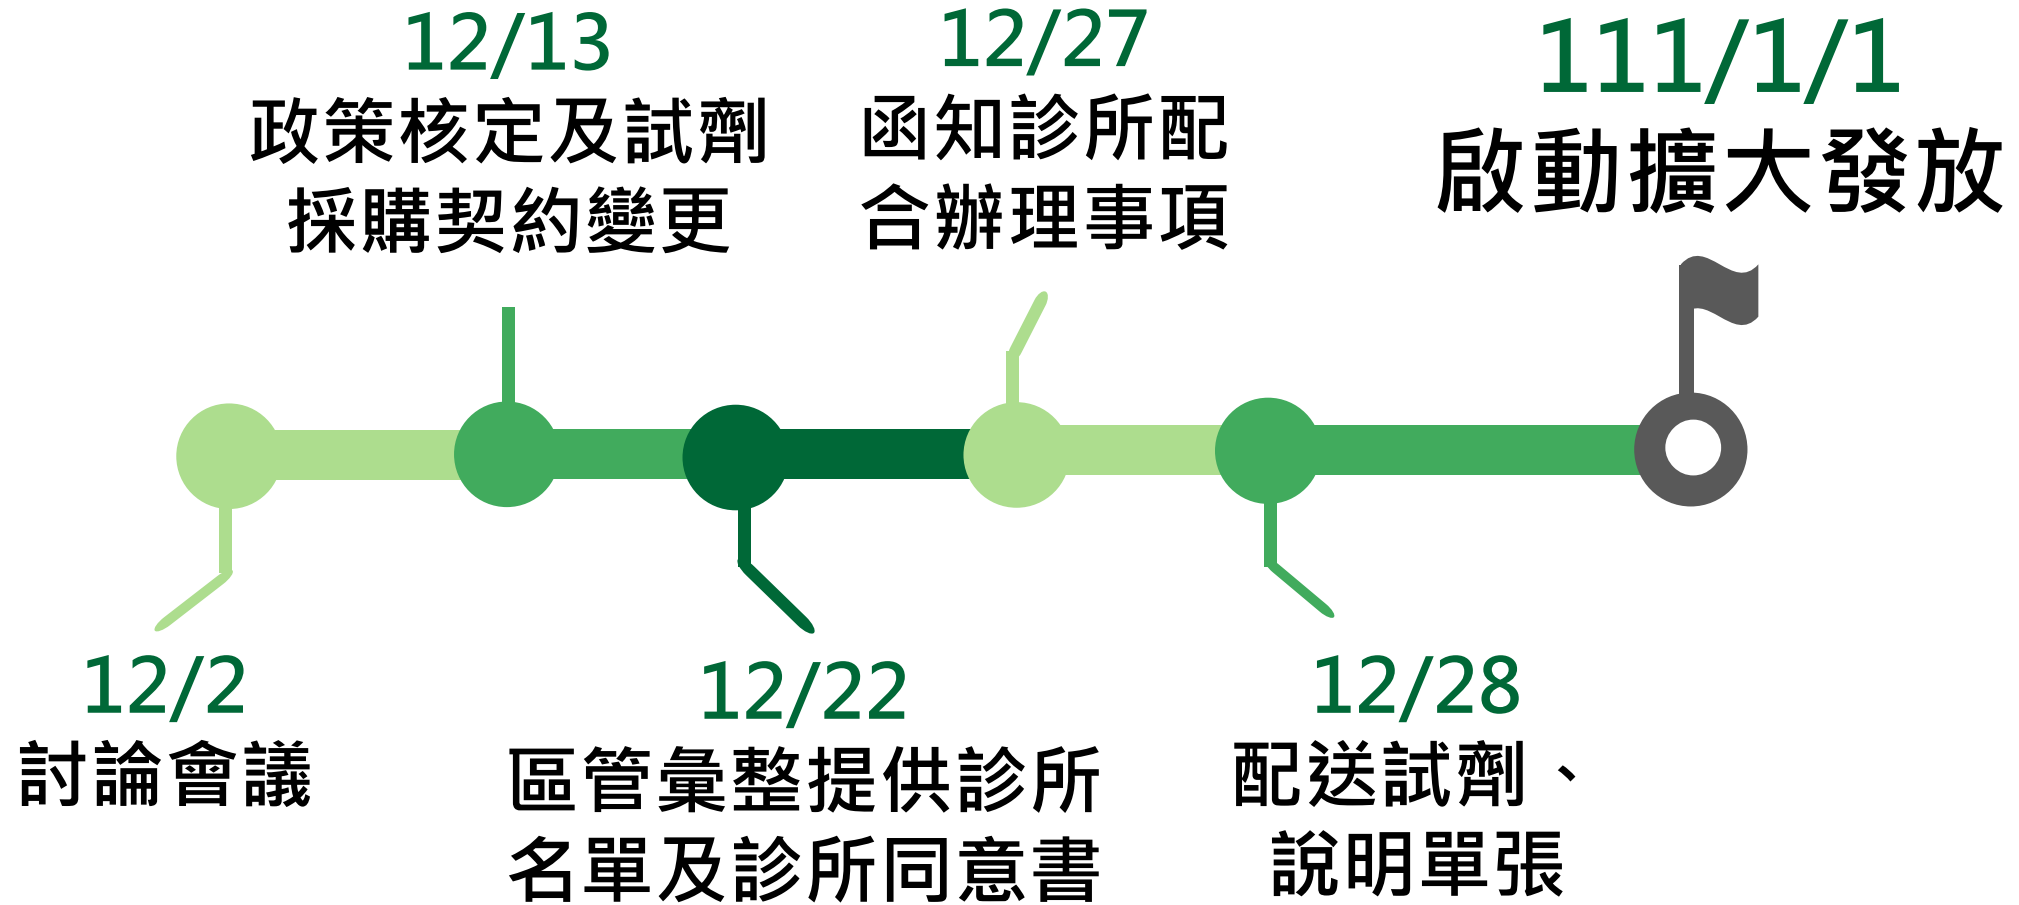 12/13
政策核定及試劑
採購契約變更
12/27
函知診所配
合辦理事項
111/1/1
啟動擴大發放
12/2
討論會議
12/22
區管彙整提供診所
名單及診所同意書
12/28
配送試劑、
說明單張